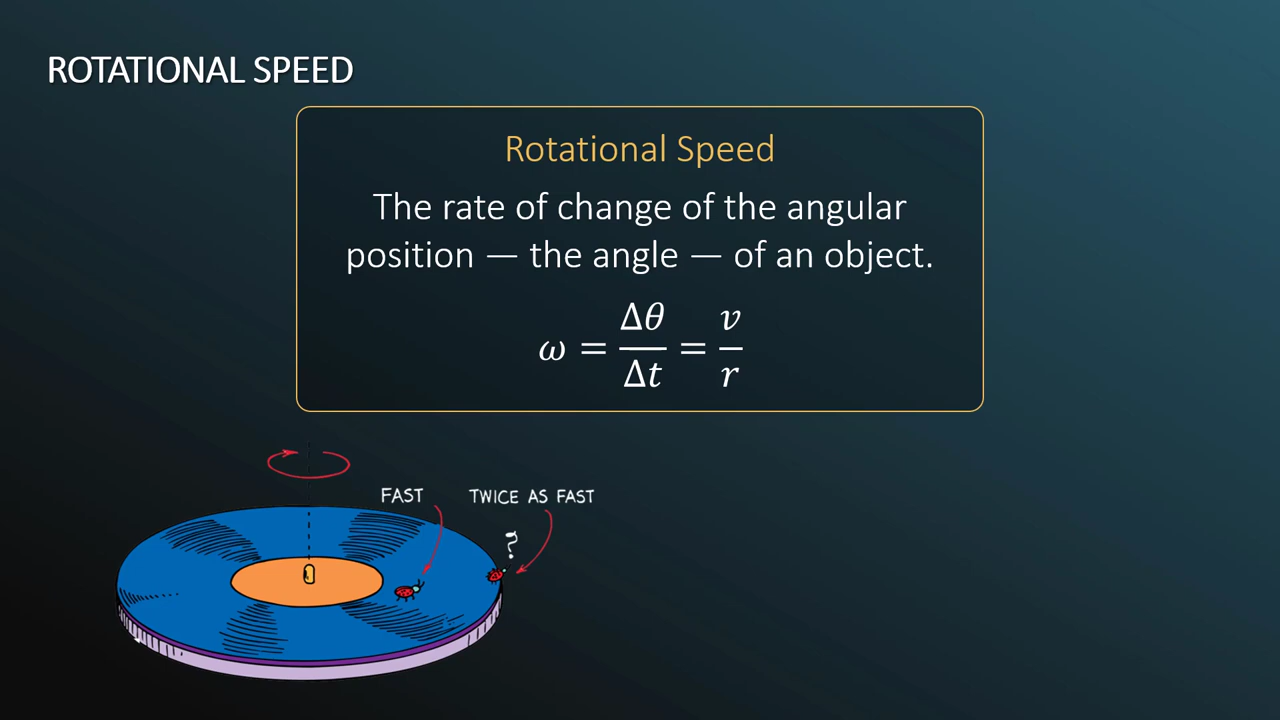 ROTATIONAL SPEED
Rotational Speed
The rate of change of the angular
position — the angle — of an object.
ω = Δθ/Δt = v/r
FAST
TWICE AS FAST
?